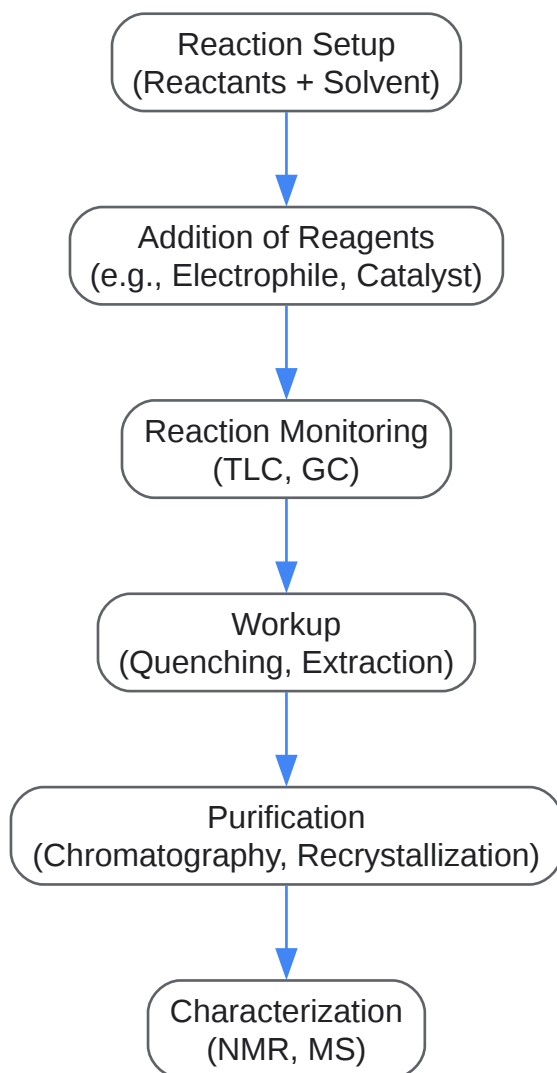 Reaction Setup
(Reactants + Solvent)
Addition of Reagents
(e.g., Electrophile, Catalyst)
Reaction Monitoring
(TLC, GC)
Workup
(Quenching, Extraction)
Purification
(Chromatography, Recrystallization)
Characterization
(NMR, MS)